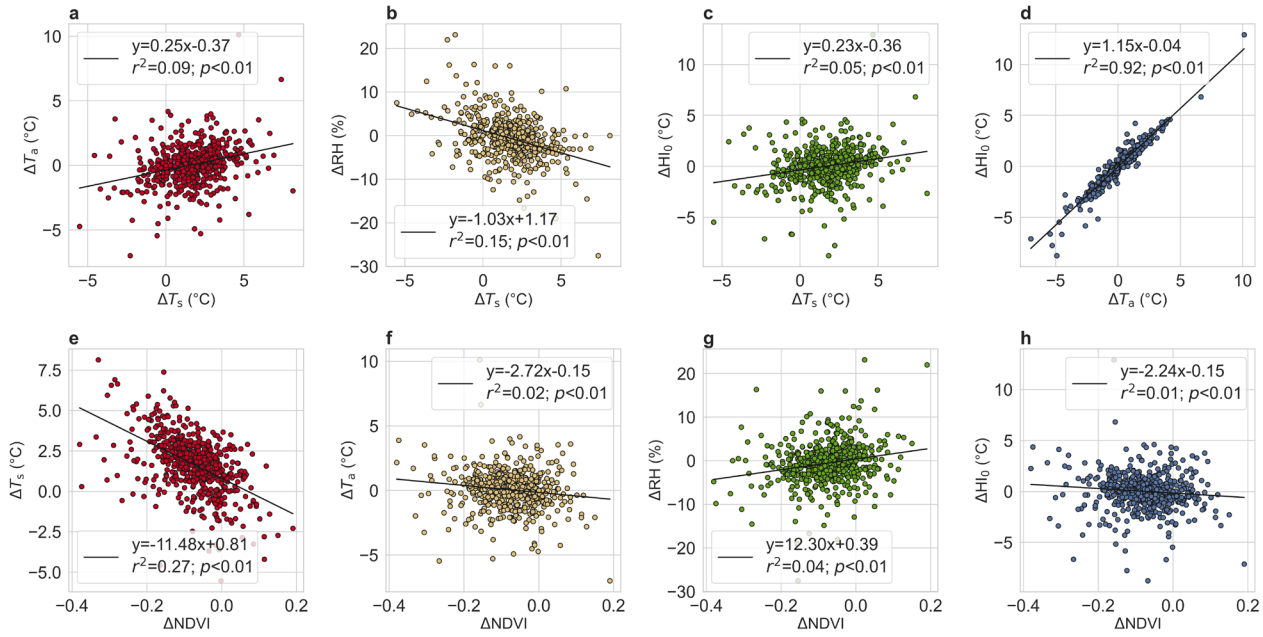 a
y=0.25x-0.37
r²=0.09; p<0.01
10
5
0
−5
ΔTa (°C)
−5
0
5
ΔTs (°C)
b
20
10
0
−10
−20
−30
ΔRH (%)
y=-1.03x+1.17
r²=0.15; p<0.01
−5
0
5
ΔTs (°C)
c
y=0.23x-0.36
r²=0.05; p<0.01
10
5
0
−5
ΔHI₀ (°C)
−5
0
5
ΔTs (°C)
d
y=1.15x-0.04
r²=0.92; p<0.01
10
5
0
−5
ΔHI₀ (°C)
−5
0
5
10
ΔTa (°C)
e
7.5
5.0
2.5
0.0
−2.5
−5.0
ΔTs (°C)
y=-11.48x+0.81
r²=0.27; p<0.01
−0.4
−0.2
0.0
0.2
ΔNDVI
f
y=-2.72x-0.15
r²=0.02; p<0.01
10
5
0
−5
ΔTa (°C)
−0.4
−0.2
0.0
0.2
ΔNDVI
g
20
10
0
−10
−20
−30
ΔRH (%)
y=12.30x+0.39
r²=0.04; p<0.01
−0.4
−0.2
0.0
0.2
ΔNDVI
h
y=-2.24x-0.15
r²=0.01; p<0.01
10
5
0
−5
−10
ΔHI₀ (°C)
−0.4
−0.2
0.0
0.2
ΔNDVI